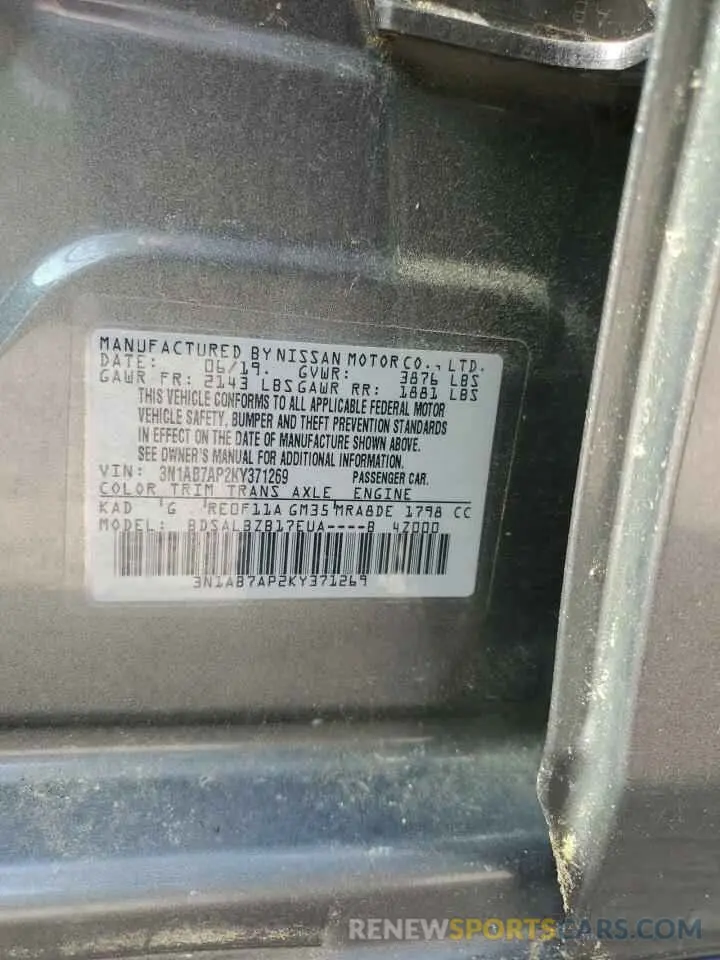 MANUFACTURED BY NISSAN MOTOR CO., LTD.
DATE: 06/19. GVWR: 3876 LBS
GAWR FR: 2143 LBS GAWR RR: 1881 LBS
THIS VEHICLE CONFORMS TO ALL APPLICABLE FEDERAL MOTOR
VEHICLE SAFETY, BUMPER AND THEFT PREVENTION STANDARDS
IN EFFECT ON THE DATE OF MANUFACTURE SHOWN ABOVE.
SEE OWNER'S MANUAL FOR ADDITIONAL INFORMATION.
VIN: 3N1AB7AP2KY371269 PASSENGER CAR.
COLOR TRIM TRANS AXLE ENGINE
KAD G RE0F11A GM35 MRA8DE 1798 CC
MODEL: BDSALBZB17EUA----B 4Z000
3N1AB7AP2KY371269
RENEWSPORTSCARS.COM